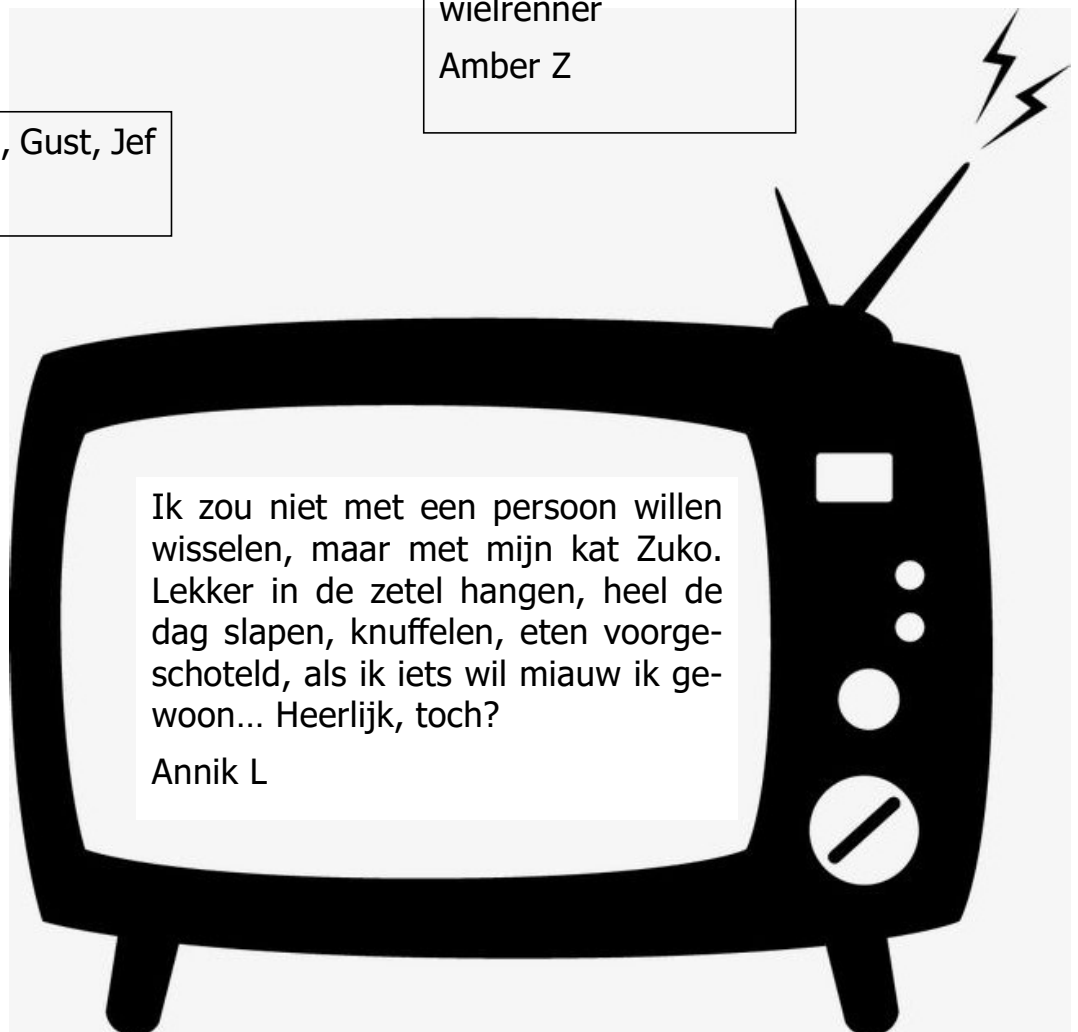 wielrenner
Amber Z
, Gust, Jef
Ik zou niet met een persoon willen
wisselen, maar met mijn kat Zuko.
Lekker in de zetel hangen, heel de
dag slapen, knuffelen, eten voorge-
schoteld, als ik iets wil miauw ik ge-
woon… Heerlijk, toch?
Annik L